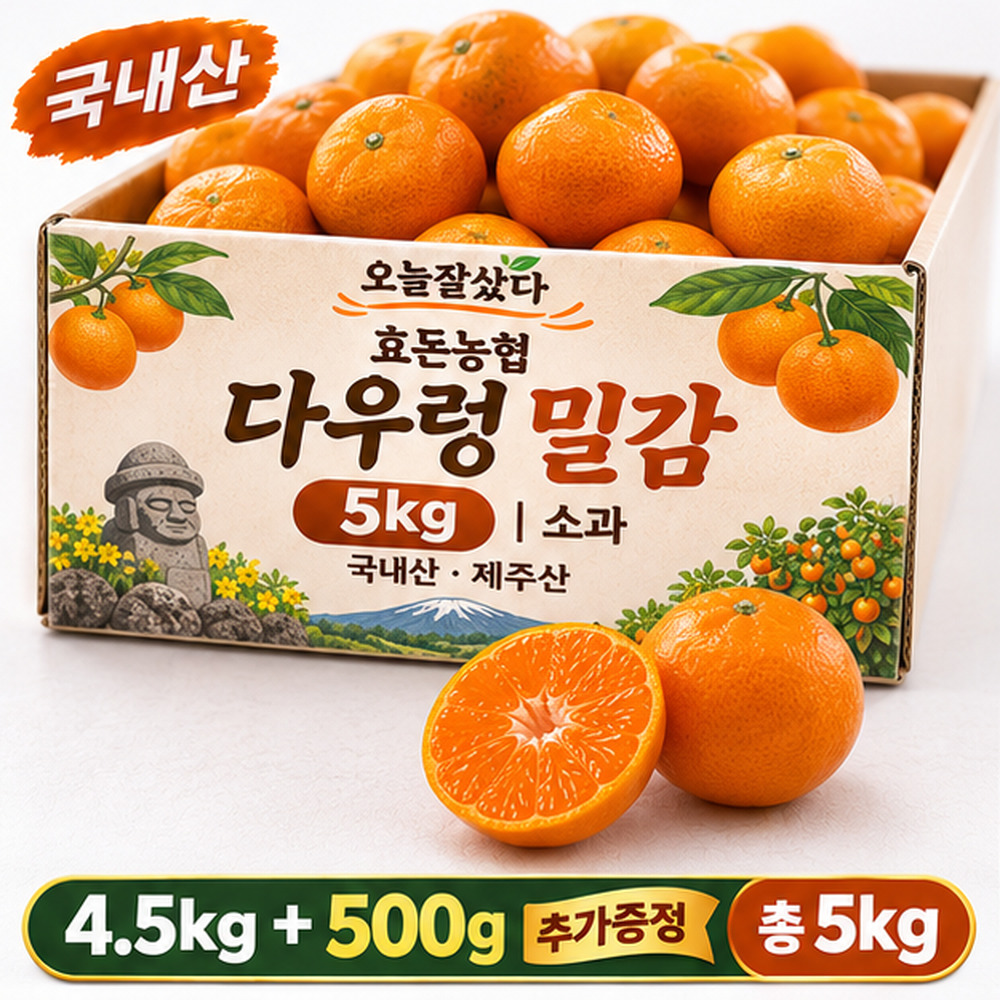 국내산
오늘잘샀다
효돈농협
다우렁 밀감
5kg | 소과
국내산 · 제주산
4.5kg + 500g 추가증정 총 5kg